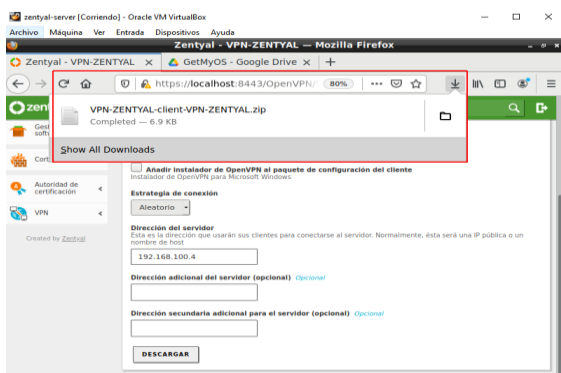 zentyal-server [Corriendo] - Oracle VM VirtualBox
Archivo Máquina Ver Entrada Dispositivos Ayuda
Zentyal - VPN-ZENTYAL — Mozilla Firefox
Zentyal - VPN-ZENTYAL
GetMyOS - Google Drive
https://localhost:8443/OpenVPN/
80%
VPN-ZENTYAL-client-VPN-ZENTYAL.zip
Completed — 6.9 KB
Show All Downloads
zen
Gest
soft
Cort
Autoridad de
certificación
VPN
Created by Zentyal
Añadir instalador de OpenVPN al paquete de configuración del cliente
Instalador de OpenVPN para Microsoft Windows
Estrategia de conexión
Aleatorio
Dirección del servidor
Ésta es la dirección que usarán sus clientes para conectarse al servidor. Normalmente, ésta será una IP pública o un
nombre de host
192.168.100.4
Dirección adicional del servidor (opcional) Opcional
Dirección secundaria adicional para el servidor (opcional) Opcional
DESCARGAR